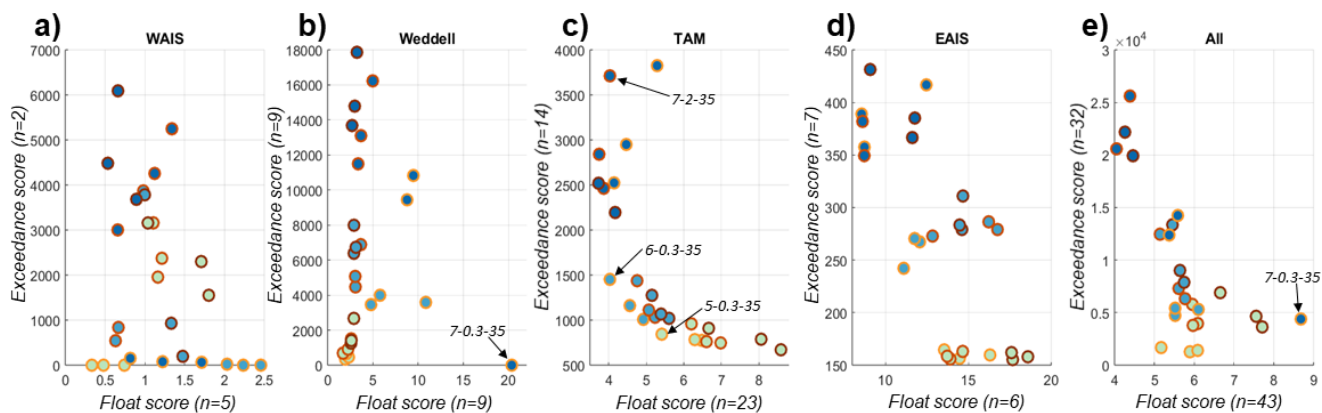 a) WAIS
Exceedance score (n=2)
7000
6000
5000
4000
3000
2000
1000
0
0 0.5 1.0 1.5 2.0 2.5
Float score (n=5)
b) Weddell
Exceedance score (n=9)
18000
16000
14000
12000
10000
8000
6000
4000
2000
0
7-0.3-35
0 5 10 15 20
Float score (n=9)
c) TAM
Exceedance score (n=14)
4000
3500
3000
2500
2000
1500
1000
500
7-2-35
6-0.3-35
5-0.3-35
4 5 6 7 8
Float score (n=23)
d) EAIS
Exceedance score (n=7)
450
400
350
300
250
200
150
10 15 20
Float score (n=6)
e) All
3 × 10⁴
Exceedance score (n=32)
2.5
2
1.5
1
0.5
0
7-0.3-35
4 5 6 7 8 9
Float score (n=43)